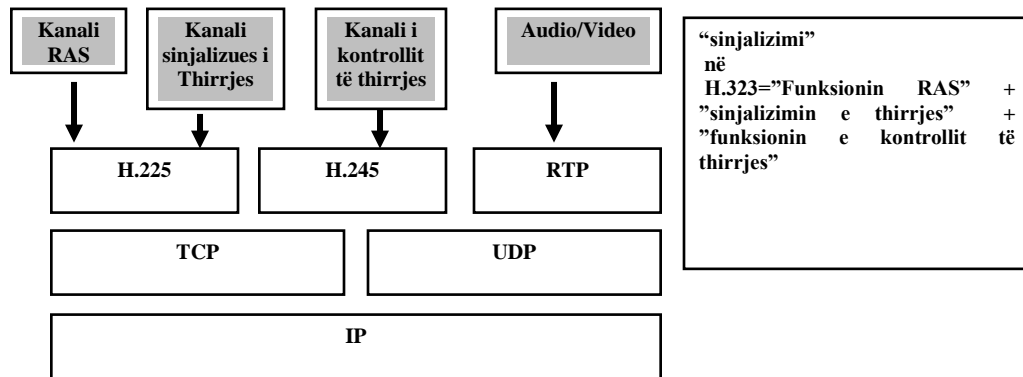 Kanali
RAS
Kanali
sinjalizues i
Thirrjes
Kanali i
kontrollit
të thirrjes
Audio/Video
H.225
H.245
RTP
TCP
UDP
IP
“sinjalizimi”
në
H.323=”Funksionin RAS” +
”sinjalizimin e thirrjes” +
”funksionin e kontrollit të
thirrjes”